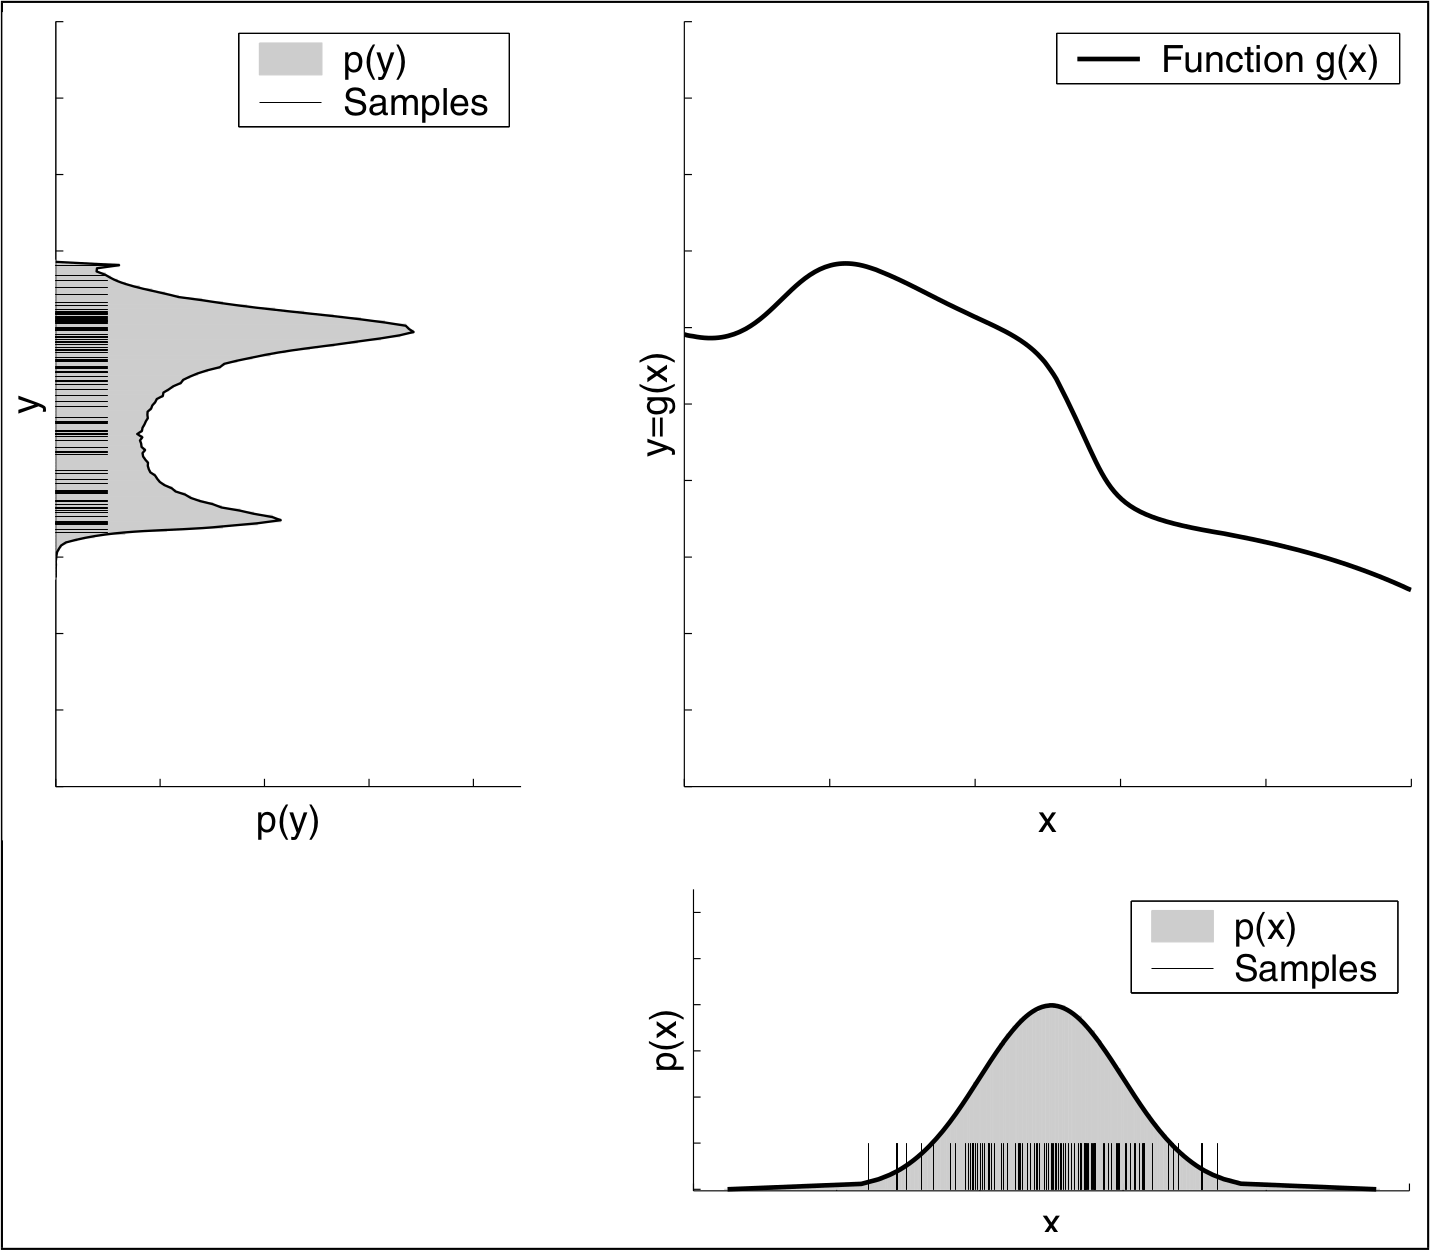 p(y)
Samples
y
p(y)
Function g(x)
y=g(x)
x
p(x)
Samples
p(x)
x